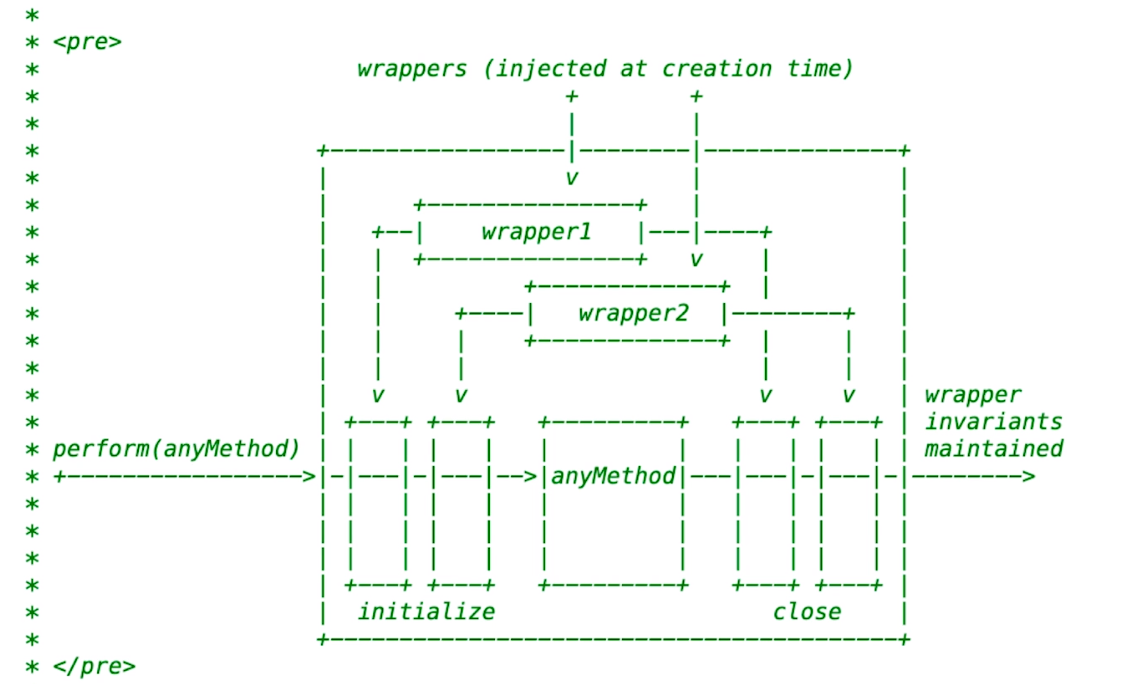 *
* <pre>
*                       wrappers (injected at creation time)
*                                      +        +
*                                      |        |
*                    +-----------------|--------|--------------+
*                    |                 v        |              |
*                    |      +----------------+  |              |
*                    |   +--|    wrapper1    |---|----+         |
*                    |   |  +----------------+  v    |         |
*                    |   |          +-------------+  |         |
*                    |   |     +----|   wrapper2  |--------+   |
*                    |   |     |    +-------------+  |     |   |
*                    |   |     |                     |     |   |
*                    |   v     v                     v     v   | wrapper
*                    | +---+ +---+   +----------+  +---+ +---+ | invariants
* perform(anyMethod) | |   | |   |   |          |  |   | |   | | maintained
* +----------------->|-|---|-|---|-->|anyMethod|---|---|-|---|-|-------->
*                    | |   | |   |   |          |  |   | |   | |
*                    | |   | |   |   |          |  |   | |   | |
*                    | |   | |   |   |          |  |   | |   | |
*                    | +---+ +---+   +----------+  +---+ +---+ |
*                    |  initialize                    close    |
*                    +-----------------------------------------+
* </pre>